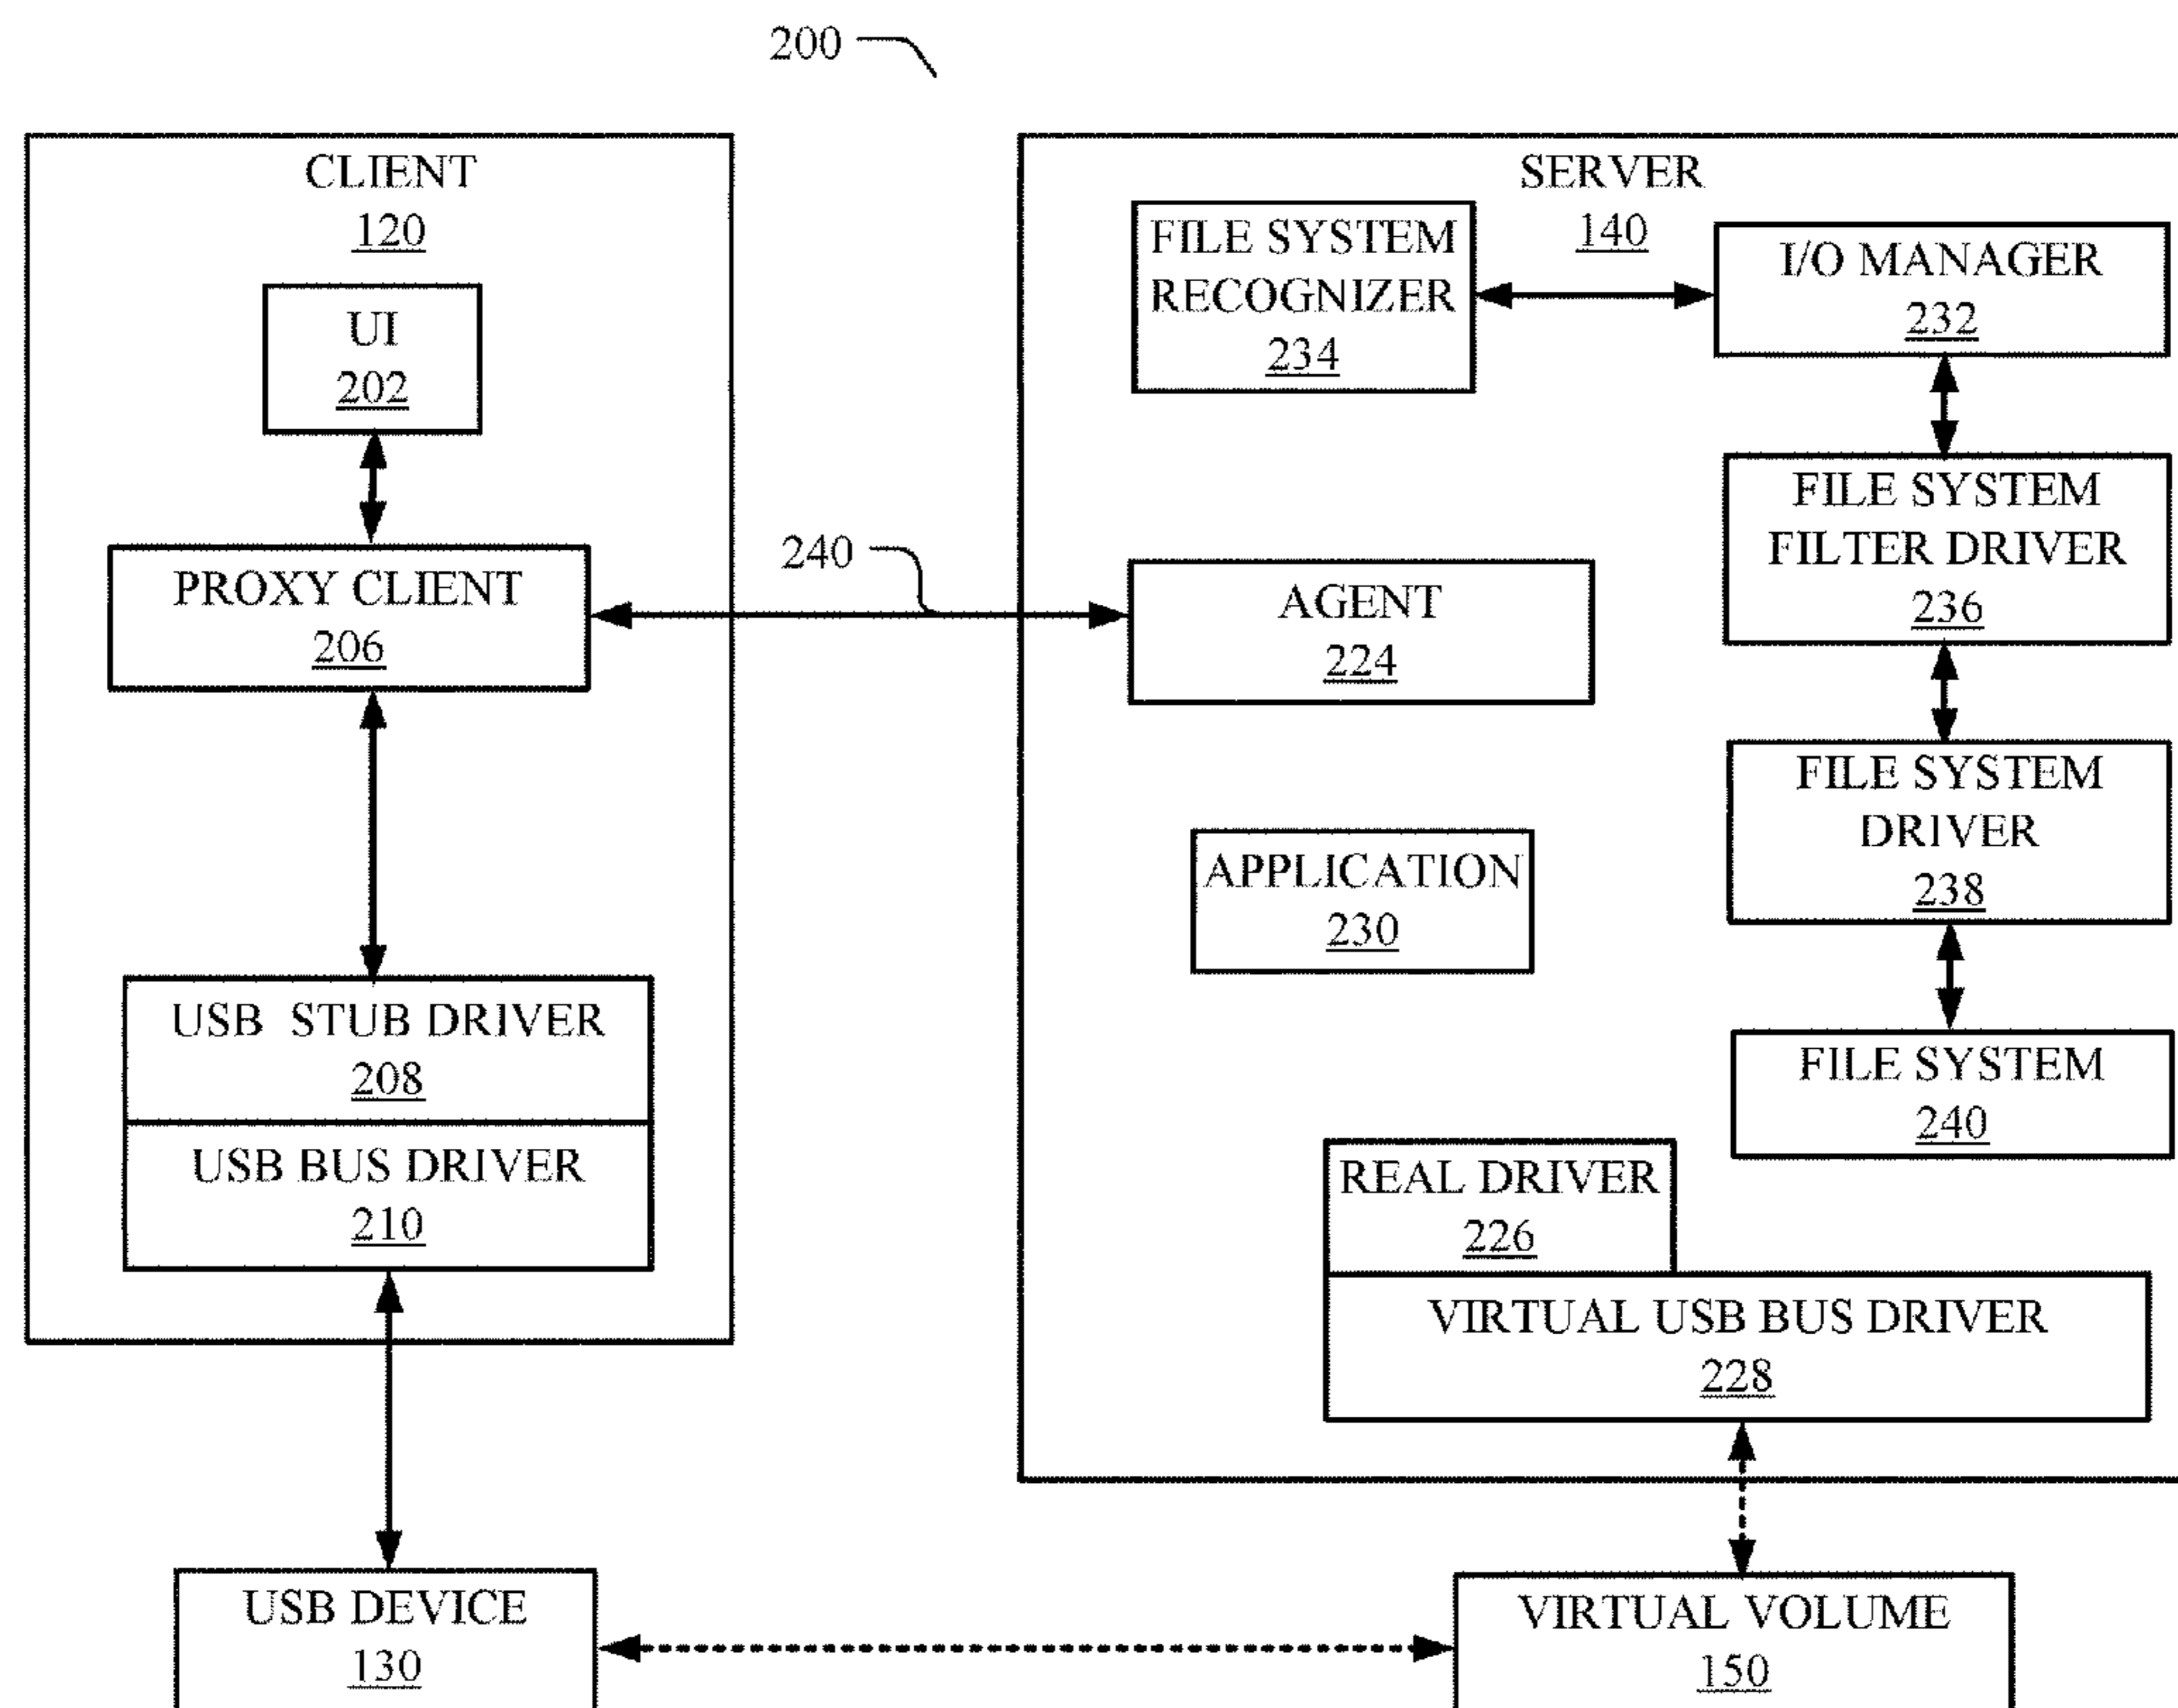 200
CLIENT
120
UI
202
PROXY CLIENT
206
USB STUB DRIVER
208
USB BUS DRIVER
210
USB DEVICE
130
240
SERVER
140
FILE SYSTEM
RECOGNIZER
234
I/O MANAGER
232
FILE SYSTEM
FILTER DRIVER
236
AGENT
224
FILE SYSTEM
DRIVER
238
APPLICATION
230
FILE SYSTEM
240
REAL DRIVER
226
VIRTUAL USB BUS DRIVER
228
VIRTUAL VOLUME
150